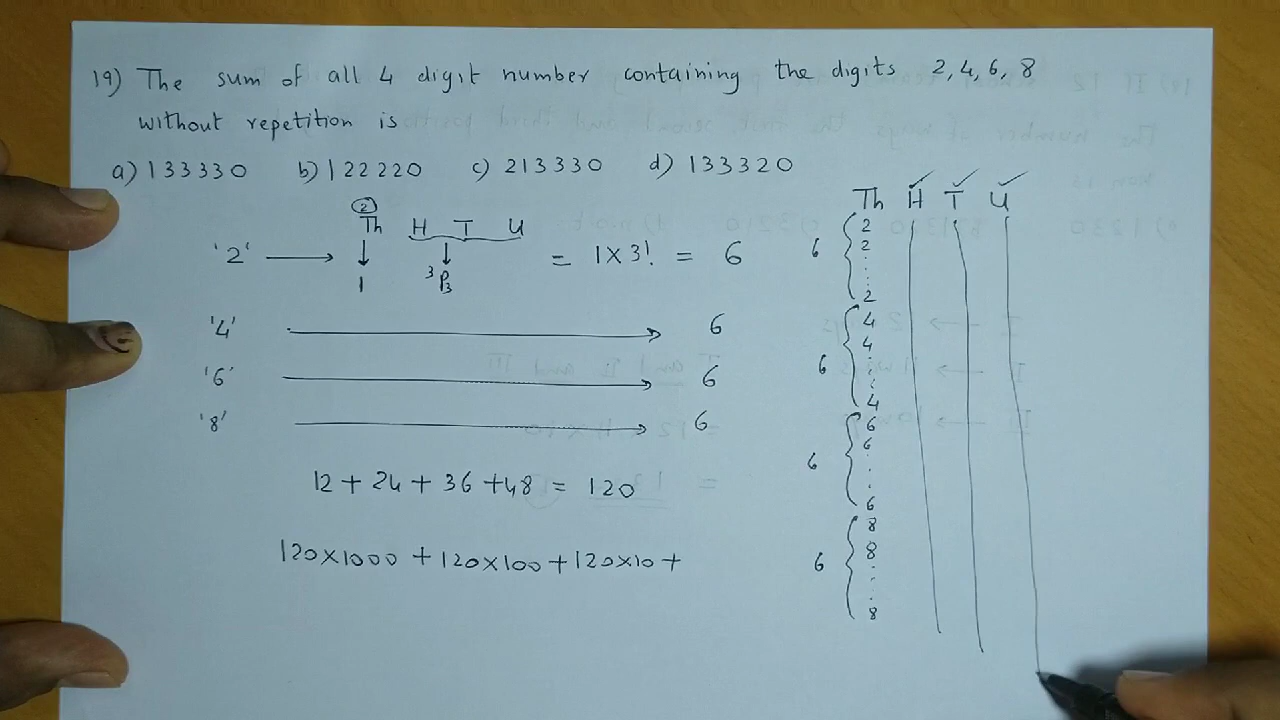 19) The sum of all 4 digit number containing the digits 2, 4, 6, 8
without repetition is
a) 133330 b) 122220 c) 213330 d) 133320
2
Th H T U
'2' → ↓ ↓ = 1×3! = 6
1 ³P₃
'4' → 6
'6' → 6
'8' → 6
12 + 24 + 36 + 48 = 120
120×1000 + 120×100 + 120×10 +
Th H T U
✓ ✓ ✓
6 { 2
2
⋮
2
6 { 4
4
⋮
4
6 { 6
6
⋮
6
6 { 8
8
⋮
8